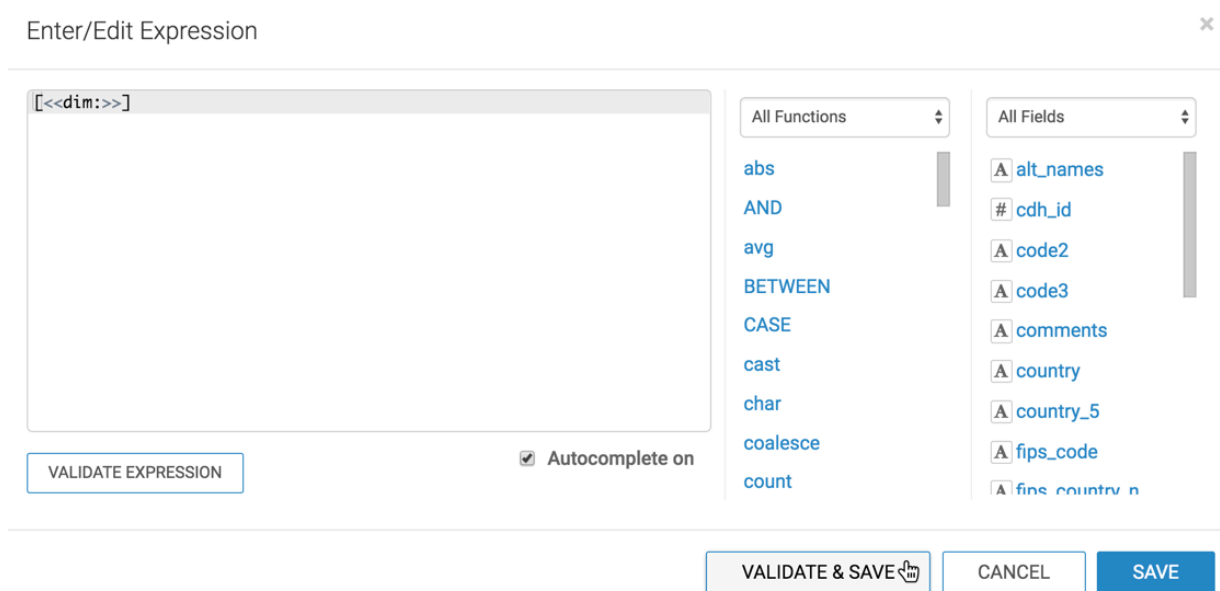 Enter/Edit Expression
×
[<<dim:>>]
All Functions
abs
AND
avg
BETWEEN
CASE
cast
char
coalesce
count
All Fields
A alt_names
# cdh_id
A code2
A code3
A comments
A country
A country_5
A fips_code
A fips_country_n
VALIDATE EXPRESSION
Autocomplete on
VALIDATE & SAVE
CANCEL
SAVE